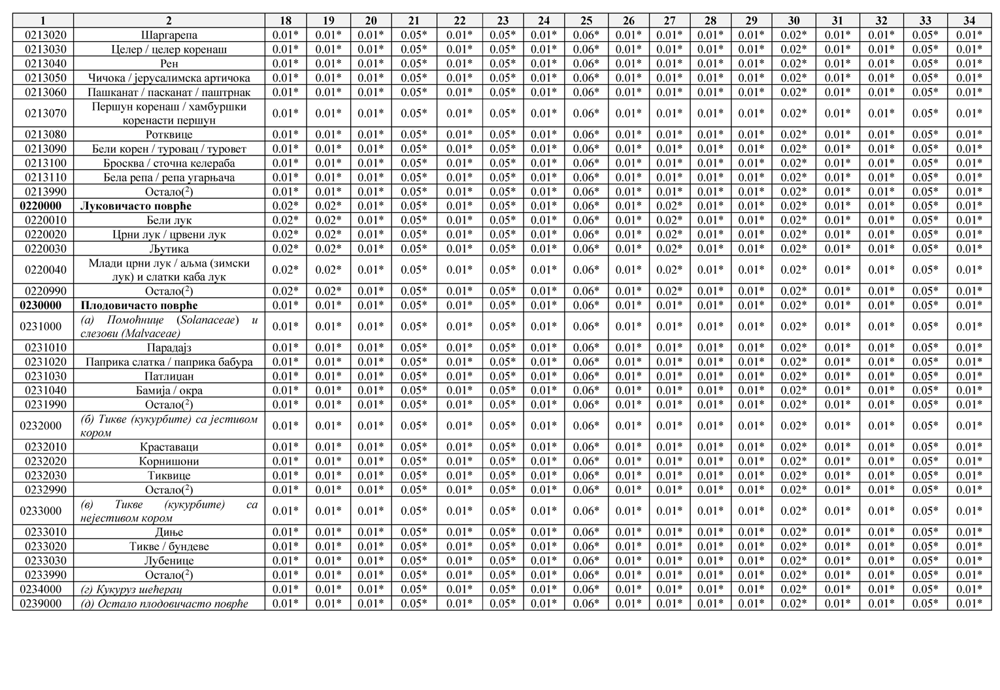 1 2 18 19 20 21 22 23 24 25 26 27 28 29 30 31 32 33 34
0213020 Шаргарепа 0.01* 0.01* 0.01* 0.05* 0.01* 0.05* 0.01* 0.06* 0.01* 0.01* 0.01* 0.01* 0.02* 0.01* 0.01* 0.05* 0.01*
0213030 Целер / целер коренаш 0.01* 0.01* 0.01* 0.05* 0.01* 0.05* 0.01* 0.06* 0.01* 0.01* 0.01* 0.01* 0.02* 0.01* 0.01* 0.05* 0.01*
0213040 Рен 0.01* 0.01* 0.01* 0.05* 0.01* 0.05* 0.01* 0.06* 0.01* 0.01* 0.01* 0.01* 0.02* 0.01* 0.01* 0.05* 0.01*
0213050 Чичока / јерусалимска артичока 0.01* 0.01* 0.01* 0.05* 0.01* 0.05* 0.01* 0.06* 0.01* 0.01* 0.01* 0.01* 0.02* 0.01* 0.01* 0.05* 0.01*
0213060 Пашканат / пасканат / паштрнак 0.01* 0.01* 0.01* 0.05* 0.01* 0.05* 0.01* 0.06* 0.01* 0.01* 0.01* 0.01* 0.02* 0.01* 0.01* 0.05* 0.01*
0213070 Першун коренаш / хамбуршки
коренасти першун 0.01* 0.01* 0.01* 0.05* 0.01* 0.05* 0.01* 0.06* 0.01* 0.01* 0.01* 0.01* 0.02* 0.01* 0.01* 0.05* 0.01*
0213080 Ротквице 0.01* 0.01* 0.01* 0.05* 0.01* 0.05* 0.01* 0.06* 0.01* 0.01* 0.01* 0.01* 0.02* 0.01* 0.01* 0.05* 0.01*
0213090 Бели корен / туровац / туровет 0.01* 0.01* 0.01* 0.05* 0.01* 0.05* 0.01* 0.06* 0.01* 0.01* 0.01* 0.01* 0.02* 0.01* 0.01* 0.05* 0.01*
0213100 Бросква / сточна келераба 0.01* 0.01* 0.01* 0.05* 0.01* 0.05* 0.01* 0.06* 0.01* 0.01* 0.01* 0.01* 0.02* 0.01* 0.01* 0.05* 0.01*
0213110 Бела репа / репа угарњача 0.01* 0.01* 0.01* 0.05* 0.01* 0.05* 0.01* 0.06* 0.01* 0.01* 0.01* 0.01* 0.02* 0.01* 0.01* 0.05* 0.01*
0213990 Остало(²) 0.01* 0.01* 0.01* 0.05* 0.01* 0.05* 0.01* 0.06* 0.01* 0.01* 0.01* 0.01* 0.02* 0.01* 0.01* 0.05* 0.01*
0220000 Луковичасто поврће 0.02* 0.02* 0.01* 0.05* 0.01* 0.05* 0.01* 0.06* 0.01* 0.02* 0.01* 0.01* 0.02* 0.01* 0.01* 0.05* 0.01*
0220010 Бели лук 0.02* 0.02* 0.01* 0.05* 0.01* 0.05* 0.01* 0.06* 0.01* 0.02* 0.01* 0.01* 0.02* 0.01* 0.01* 0.05* 0.01*
0220020 Црни лук / црвени лук 0.02* 0.02* 0.01* 0.05* 0.01* 0.05* 0.01* 0.06* 0.01* 0.02* 0.01* 0.01* 0.02* 0.01* 0.01* 0.05* 0.01*
0220030 Љутика 0.02* 0.02* 0.01* 0.05* 0.01* 0.05* 0.01* 0.06* 0.01* 0.02* 0.01* 0.01* 0.02* 0.01* 0.01* 0.05* 0.01*
0220040 Млади црни лук / аљма (зимски
лук) и слатки каба лук 0.02* 0.02* 0.01* 0.05* 0.01* 0.05* 0.01* 0.06* 0.01* 0.02* 0.01* 0.01* 0.02* 0.01* 0.01* 0.05* 0.01*
0220990 Остало(²) 0.02* 0.02* 0.01* 0.05* 0.01* 0.05* 0.01* 0.06* 0.01* 0.02* 0.01* 0.01* 0.02* 0.01* 0.01* 0.05* 0.01*
0230000 Плодовичасто поврће 0.01* 0.01* 0.01* 0.05* 0.01* 0.05* 0.01* 0.06* 0.01* 0.01* 0.01* 0.01* 0.02* 0.01* 0.01* 0.05* 0.01*
0231000 (а) Помоћнице (Solanaceae) и
слезови (Malvaceae) 0.01* 0.01* 0.01* 0.05* 0.01* 0.05* 0.01* 0.06* 0.01* 0.01* 0.01* 0.01* 0.02* 0.01* 0.01* 0.05* 0.01*
0231010 Парадајз 0.01* 0.01* 0.01* 0.05* 0.01* 0.05* 0.01* 0.06* 0.01* 0.01* 0.01* 0.01* 0.02* 0.01* 0.01* 0.05* 0.01*
0231020 Паприка слатка / паприка бабура 0.01* 0.01* 0.01* 0.05* 0.01* 0.05* 0.01* 0.06* 0.01* 0.01* 0.01* 0.01* 0.02* 0.01* 0.01* 0.05* 0.01*
0231030 Патлиџан 0.01* 0.01* 0.01* 0.05* 0.01* 0.05* 0.01* 0.06* 0.01* 0.01* 0.01* 0.01* 0.02* 0.01* 0.01* 0.05* 0.01*
0231040 Бамија / окра 0.01* 0.01* 0.01* 0.05* 0.01* 0.05* 0.01* 0.06* 0.01* 0.01* 0.01* 0.01* 0.02* 0.01* 0.01* 0.05* 0.01*
0231990 Остало(²) 0.01* 0.01* 0.01* 0.05* 0.01* 0.05* 0.01* 0.06* 0.01* 0.01* 0.01* 0.01* 0.02* 0.01* 0.01* 0.05* 0.01*
0232000 (б) Тикве (кукурбите) са јестивом
кором 0.01* 0.01* 0.01* 0.05* 0.01* 0.05* 0.01* 0.06* 0.01* 0.01* 0.01* 0.01* 0.02* 0.01* 0.01* 0.05* 0.01*
0232010 Краставаци 0.01* 0.01* 0.01* 0.05* 0.01* 0.05* 0.01* 0.06* 0.01* 0.01* 0.01* 0.01* 0.02* 0.01* 0.01* 0.05* 0.01*
0232020 Корнишони 0.01* 0.01* 0.01* 0.05* 0.01* 0.05* 0.01* 0.06* 0.01* 0.01* 0.01* 0.01* 0.02* 0.01* 0.01* 0.05* 0.01*
0232030 Тиквице 0.01* 0.01* 0.01* 0.05* 0.01* 0.05* 0.01* 0.06* 0.01* 0.01* 0.01* 0.01* 0.02* 0.01* 0.01* 0.05* 0.01*
0232990 Остало(²) 0.01* 0.01* 0.01* 0.05* 0.01* 0.05* 0.01* 0.06* 0.01* 0.01* 0.01* 0.01* 0.02* 0.01* 0.01* 0.05* 0.01*
0233000 (в) Тикве (кукурбите) са
нејестивом кором 0.01* 0.01* 0.01* 0.05* 0.01* 0.05* 0.01* 0.06* 0.01* 0.01* 0.01* 0.01* 0.02* 0.01* 0.01* 0.05* 0.01*
0233010 Диње 0.01* 0.01* 0.01* 0.05* 0.01* 0.05* 0.01* 0.06* 0.01* 0.01* 0.01* 0.01* 0.02* 0.01* 0.01* 0.05* 0.01*
0233020 Тикве / бундеве 0.01* 0.01* 0.01* 0.05* 0.01* 0.05* 0.01* 0.06* 0.01* 0.01* 0.01* 0.01* 0.02* 0.01* 0.01* 0.05* 0.01*
0233030 Лубенице 0.01* 0.01* 0.01* 0.05* 0.01* 0.05* 0.01* 0.06* 0.01* 0.01* 0.01* 0.01* 0.02* 0.01* 0.01* 0.05* 0.01*
0233990 Остало(²) 0.01* 0.01* 0.01* 0.05* 0.01* 0.05* 0.01* 0.06* 0.01* 0.01* 0.01* 0.01* 0.02* 0.01* 0.01* 0.05* 0.01*
0234000 (г) Кукуруз шећерац 0.01* 0.01* 0.01* 0.05* 0.01* 0.05* 0.01* 0.06* 0.01* 0.01* 0.01* 0.01* 0.02* 0.01* 0.01* 0.05* 0.01*
0239000 (д) Остало плодовичасто поврће 0.01* 0.01* 0.01* 0.05* 0.01* 0.05* 0.01* 0.06* 0.01* 0.01* 0.01* 0.01* 0.02* 0.01* 0.01* 0.05* 0.01*